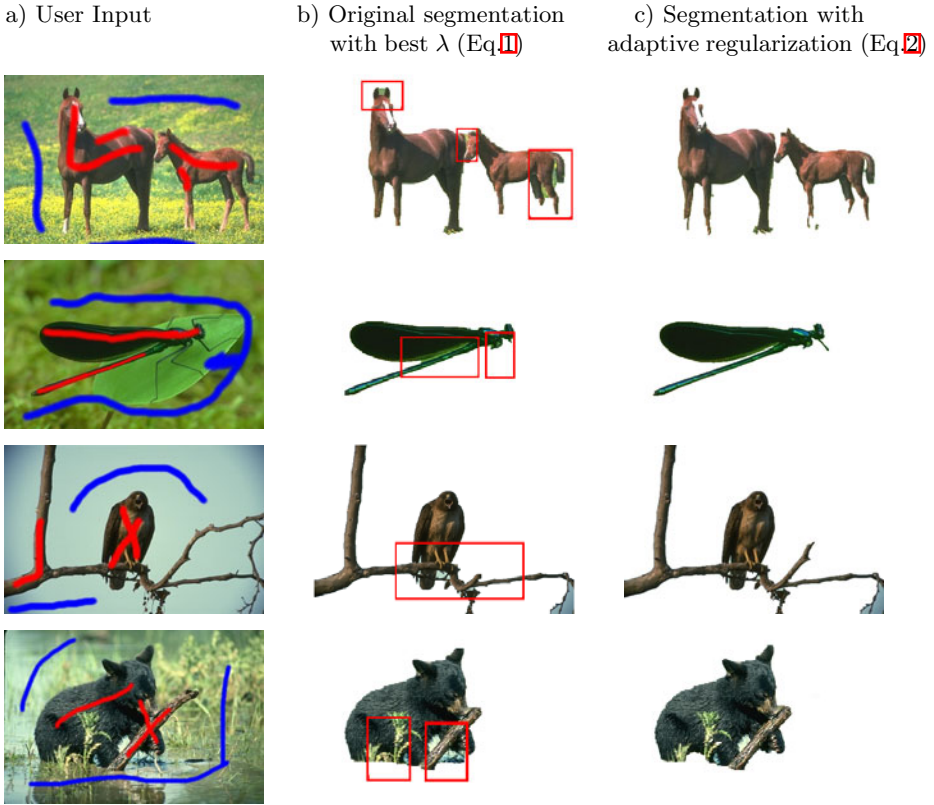 a) User Input
b) Original segmentation
with best λ (Eq.1)
c) Segmentation with
adaptive regularization (Eq.2)